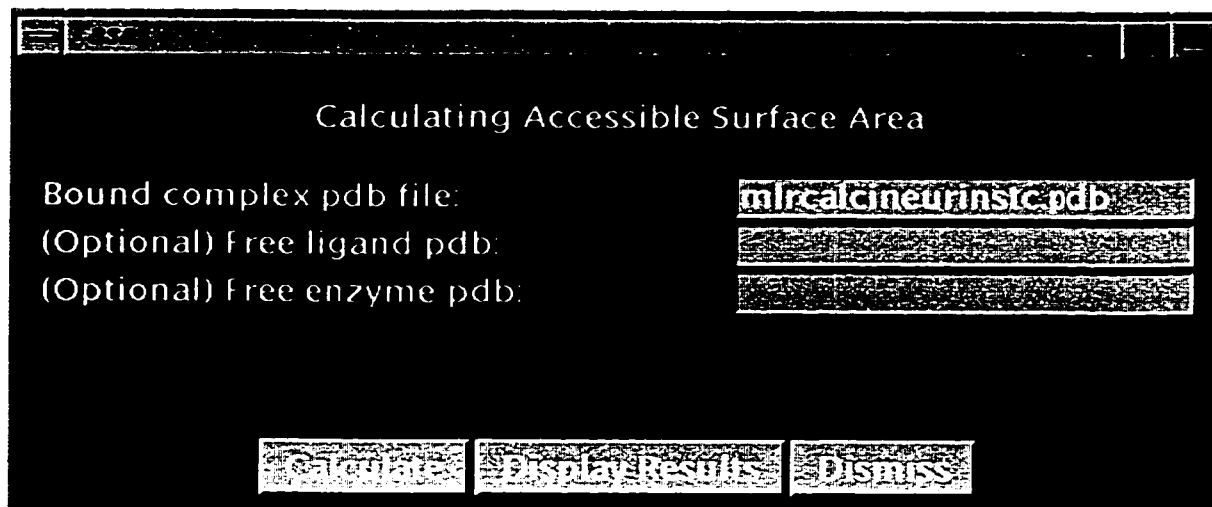 Calculating Accessible Surface Area
Bound complex pdb file: mlrcalcineurinstc.pdb
(Optional) Free ligand pdb:
(Optional) Free enzyme pdb:
Calculate Display Results Dismiss